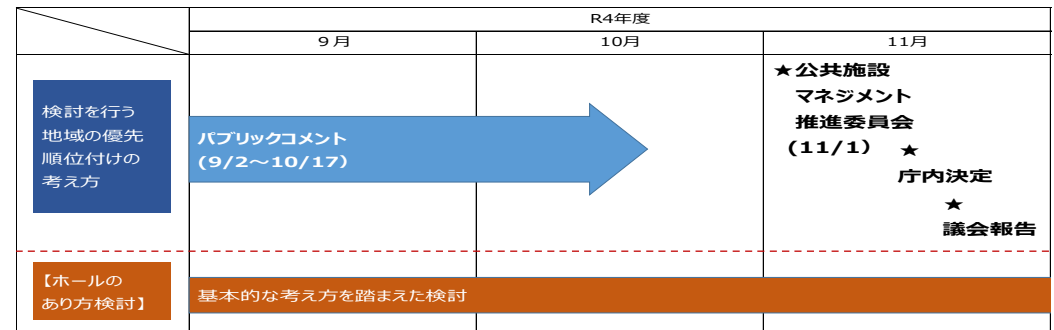 R4年度
9月
10月
11月
検討を行う
地域の優先
順位付けの
考え方
パブリックコメント
(9/2～10/17)
★公共施設
マネジメント
推進委員会
(11/1) ★
庁内決定
★
議会報告
【ホールの
あり方検討】
基本的な考え方を踏まえた検討